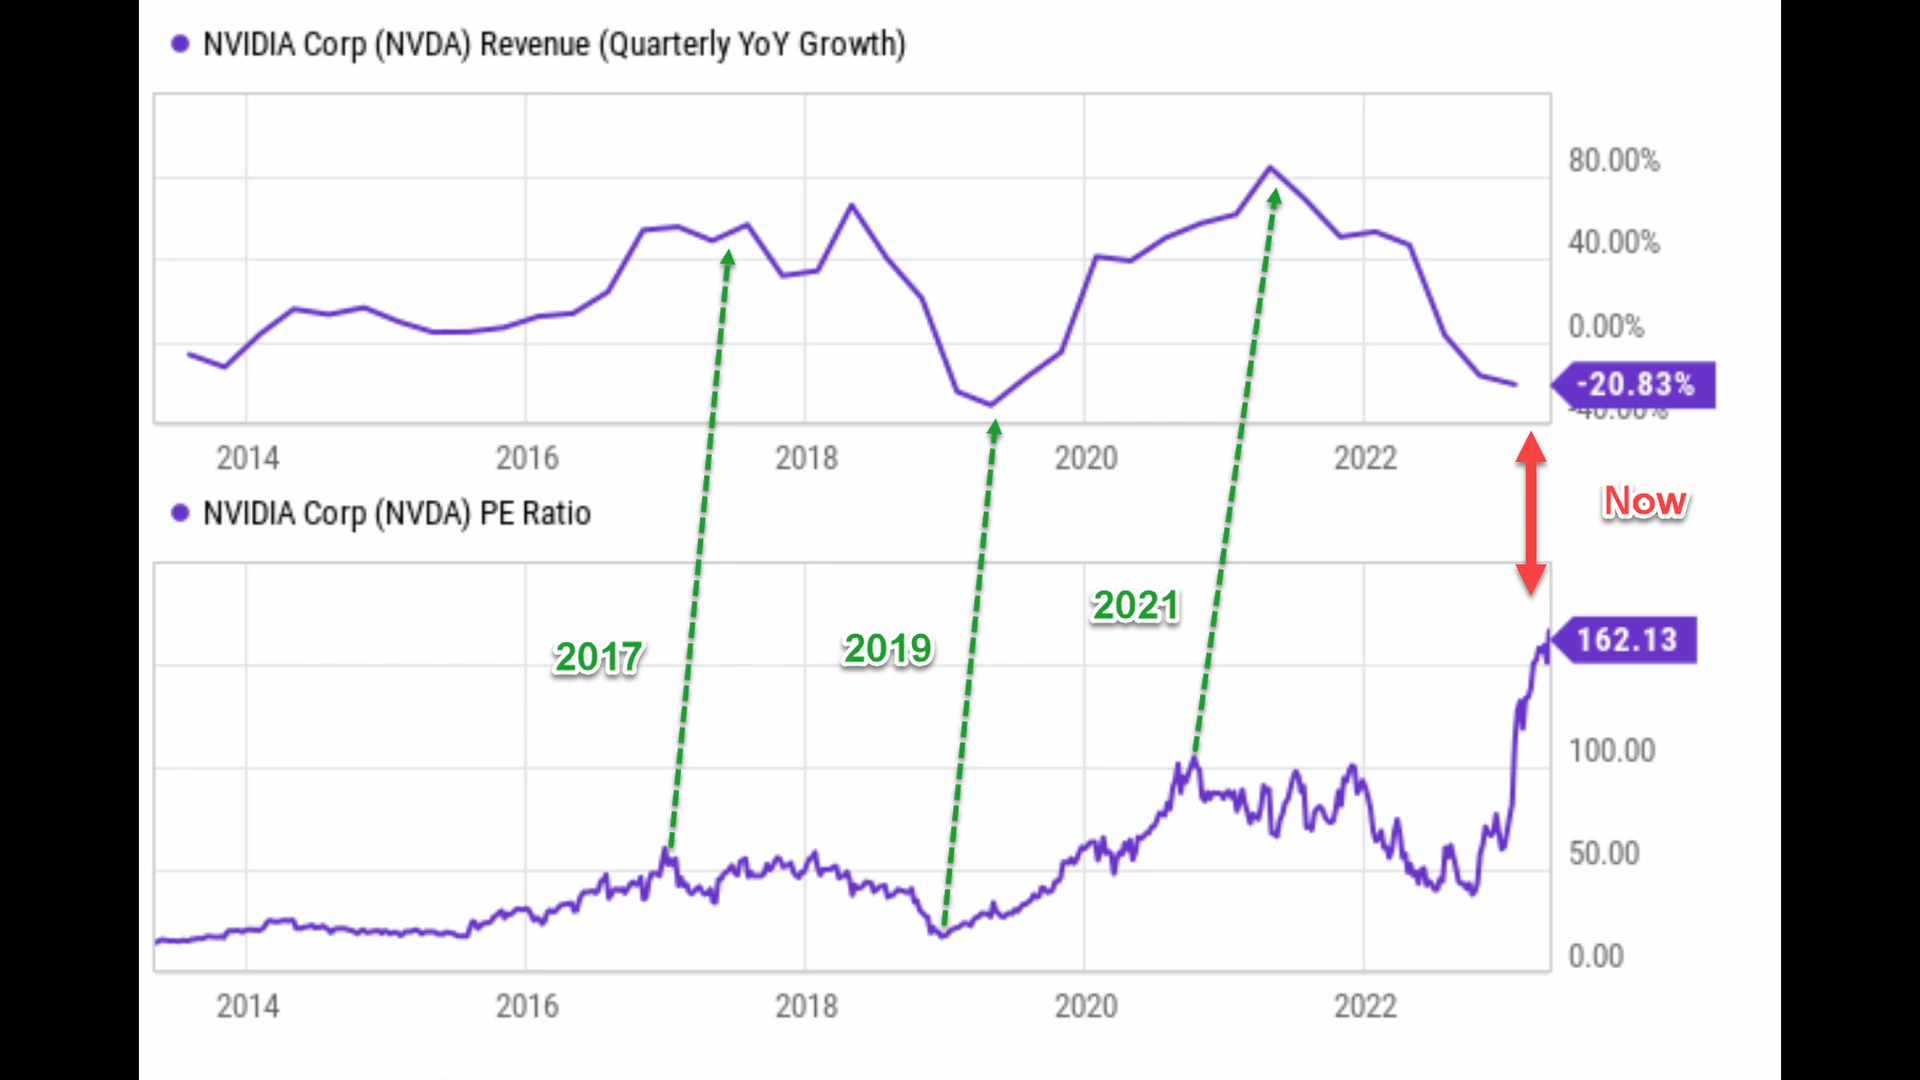 NVIDIA Corp (NVDA) Revenue (Quarterly YoY Growth)
80.00%
40.00%
0.00%
-20.83%
-40.00%
2014 2016 2018 2020 2022
NVIDIA Corp (NVDA) PE Ratio
Now
2017 2019 2021
162.13
100.00
50.00
0.00
2014 2016 2018 2020 2022